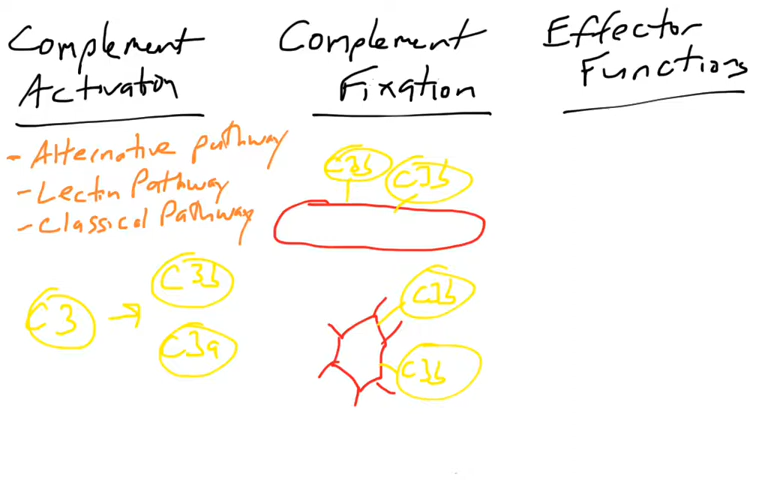 Complement
Activation
- Alternative Pathway
- Lectin Pathway
- Classical Pathway
C3 → C3b
C3a
Complement
Fixation
C3b C3b
C3b
C3b
Effector
Functions